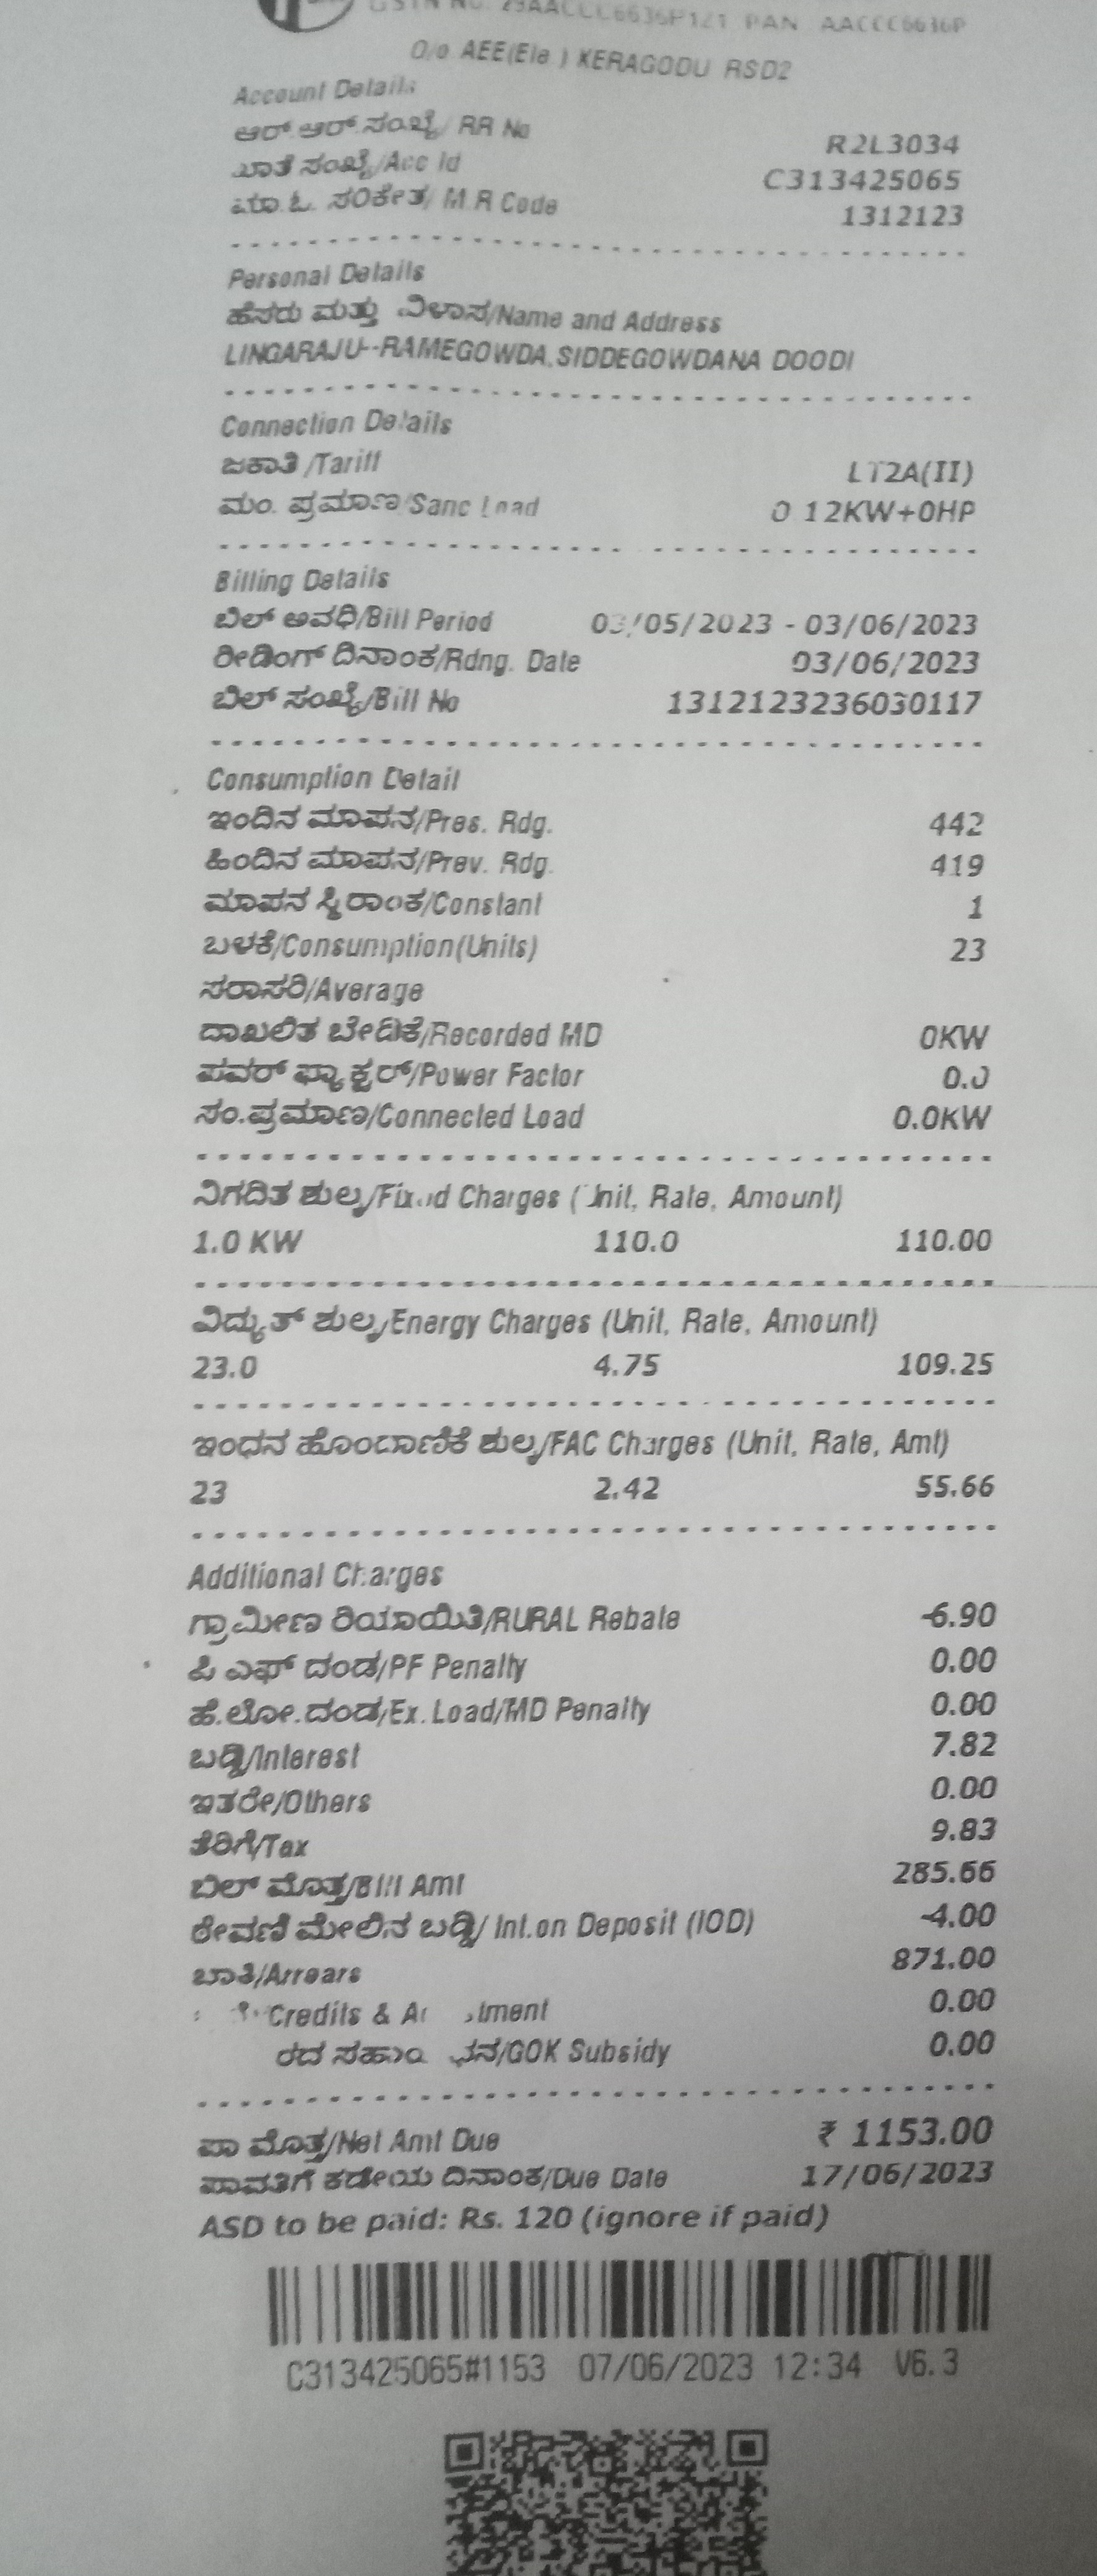 GSTN No. 29AACCC6636P1Z1 PAN AACCC6636P
O/o AEE(Ele ) KERAGODU RSD2
Account Details
ಆರ್.ಆರ್.ಸಂಖ್ಯೆ/ RR No R2L3034
ಖಾತೆ ಸಂಖ್ಯೆ/Acc Id C313425065
ಮಾ.ಓ. ಸಂಕೇತ/ M.R Code 1312123
Personal Details
ಹೆಸರು ಮತ್ತು ವಿಳಾಸ/Name and Address
LINGARAJU--RAMEGOWDA,SIDDEGOWDANA DOODI
Connection Details
ಜಕಾತಿ /Tariff LT2A(II)
ಮಂ. ಪ್ರಮಾಣ/Sanc Load 0.12KW+0HP
Billing Details
ಬಿಲ್ ಅವಧಿ/Bill Period 03/05/2023 - 03/06/2023
ರೀಡಿಂಗ್ ದಿನಾಂಕ/Rdng. Date 03/06/2023
ಬಿಲ್ ಸಂಖ್ಯೆ/Bill No 1312123236030117
Consumption Detail
ಇಂದಿನ ಮಾಪನ/Pres. Rdg. 442
ಹಿಂದಿನ ಮಾಪನ/Prev. Rdg. 419
ಮಾಪನ ಸ್ಥಿರಾಂಕ/Constant 1
ಬಳಕೆ/Consumption(Units) 23
ಸರಾಸರಿ/Average
ದಾಖಲಿತ ಬೇಡಿಕೆ/Recorded MD 0KW
ಪವರ್ ಫ್ಯಾಕ್ಟರ್/Power Factor 0.0
ಸಂ.ಪ್ರಮಾಣ/Connected Load 0.0KW
ನಿಗದಿತ ಶುಲ್ಕ/Fixed Charges (Unit, Rate, Amount)
1.0 KW 110.0 110.00
ವಿದ್ಯುತ್ ಶುಲ್ಕ/Energy Charges (Unit, Rate, Amount)
23.0 4.75 109.25
ಇಂಧನ ಹೊಂದಾಣಿಕೆ ಶುಲ್ಕ/FAC Charges (Unit, Rate, Amt)
23 2.42 55.66
Additional Charges
ಗ್ರಾಮೀಣ ರಿಯಾಯಿತಿ/RURAL Rebate -6.90
ಪಿ ಎಫ್ ದಂಡ/PF Penalty 0.00
ಹೆ.ಲೋ.ದಂಡ/Ex. Load/MD Penalty 0.00
ಬಡ್ಡಿ/Interest 7.82
ಇತರೇ/Others 0.00
ತೆರಿಗೆ/Tax 9.83
ಬಿಲ್ ಮೊತ್ತ/Bill Amt 285.66
ಠೇವಣಿ ಮೇಲಿನ ಬಡ್ಡಿ/ Int.on Deposit (IOD) -4.00
ಬಾಕಿ/Arrears 871.00
Credits & 0.00
GOK Subsidy 0.00
ಪಾ ಮೊತ್ತ/Net Amt Due ₹ 1153.00
ಪಾವತಿಗೆ ಕಡೇಯ ದಿನಾಂಕ/Due Date 17/06/2023
ASD to be paid: Rs. 120 (ignore if paid)
C313425065#1153 07/06/2023 12:34 V6.3